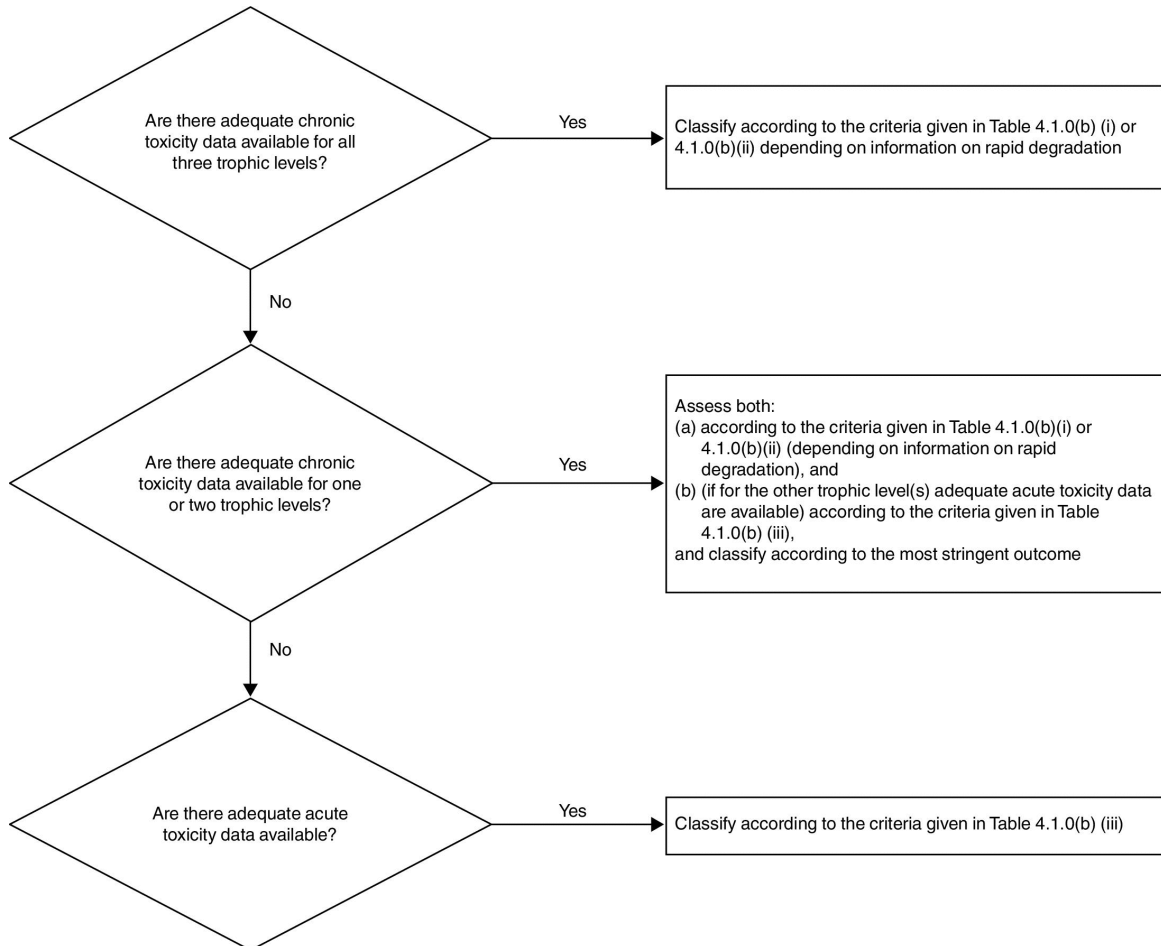 Are there adequate chronic
toxicity data available for all
three trophic levels?
Yes
Classify according to the criteria given in Table 4.1.0(b) (i) or
4.1.0(b)(ii) depending on information on rapid degradation
No
Are there adequate chronic
toxicity data available for one
or two trophic levels?
Yes
Assess both:
(a) according to the criteria given in Table 4.1.0(b)(i) or
4.1.0(b)(ii) (depending on information on rapid
degradation), and
(b) (if for the other trophic level(s) adequate acute toxicity data
are available) according to the criteria given in Table
4.1.0(b) (iii),
and classify according to the most stringent outcome
No
Are there adequate acute
toxicity data available?
Yes
Classify according to the criteria given in Table 4.1.0(b) (iii)